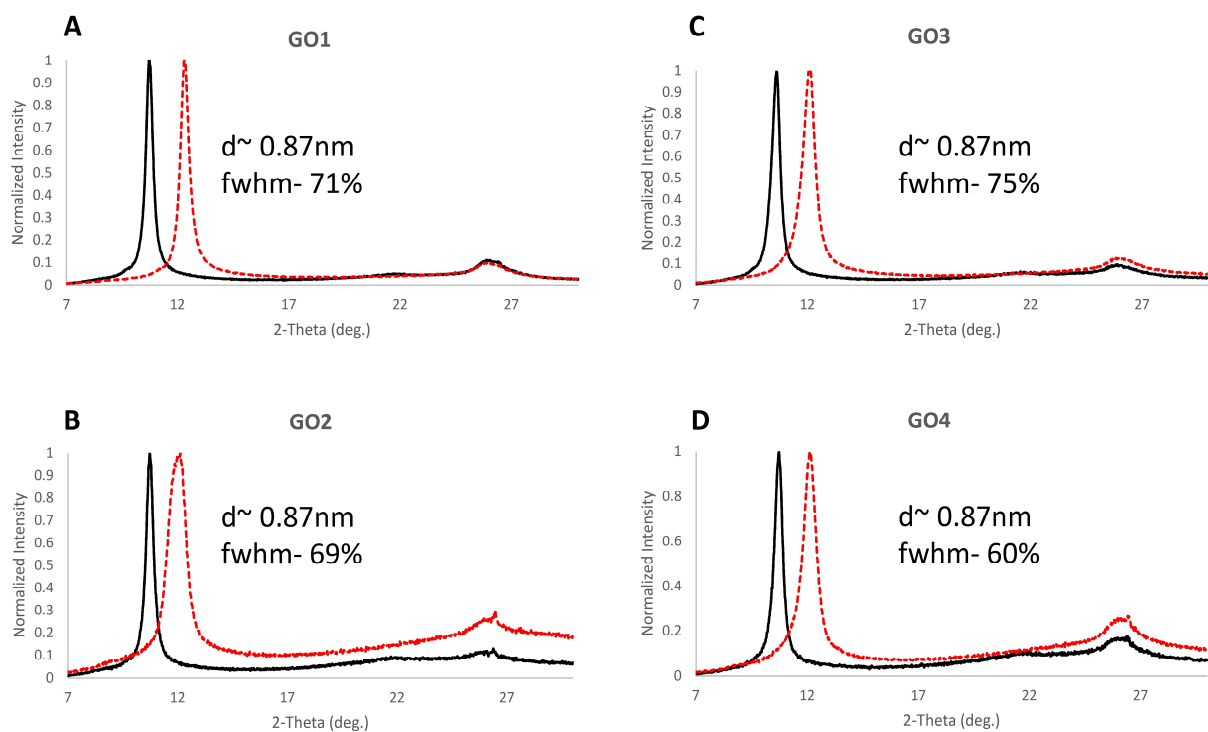 A
GO1
Normalized Intensity
1
0.9
0.8
0.7
0.6
0.5
0.4
0.3
0.2
0.1
0
d~ 0.87nm
fwhm- 71%
7 12 17 22 27
2-Theta (deg.)
C
GO3
Normalized Intensity
1
0.9
0.8
0.7
0.6
0.5
0.4
0.3
0.2
0.1
0
d~ 0.87nm
fwhm- 75%
7 12 17 22 27
2-Theta (deg.)
B
GO2
Normalized Intensity
1
0.9
0.8
0.7
0.6
0.5
0.4
0.3
0.2
0.1
0
d~ 0.87nm
fwhm- 69%
7 12 17 22 27
2-Theta (deg.)
D
GO4
Normalized Intensity
1
0.8
0.6
0.4
0.2
0
d~ 0.87nm
fwhm- 60%
7 12 17 22 27
2-Theta (deg.)